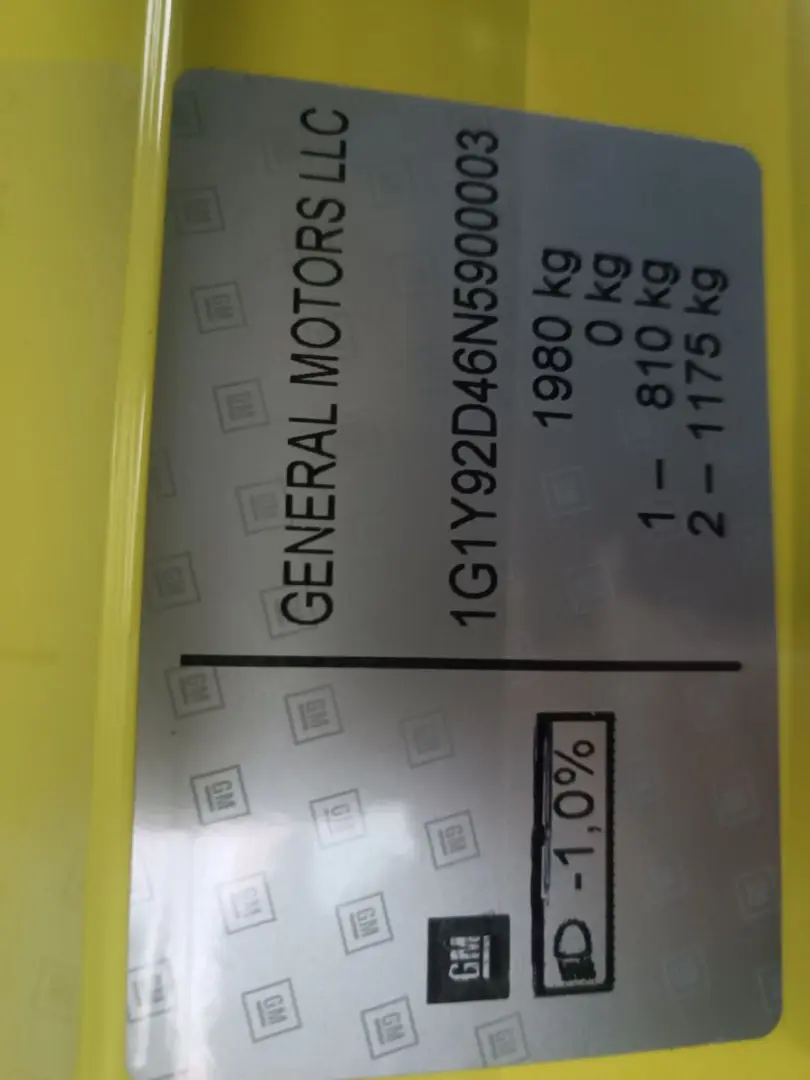 GENERAL MOTORS LLC
1G1Y92D46N5900003
1980 kg
0 kg
1 – 810 kg
2 – 1175 kg
GM
-1,0%